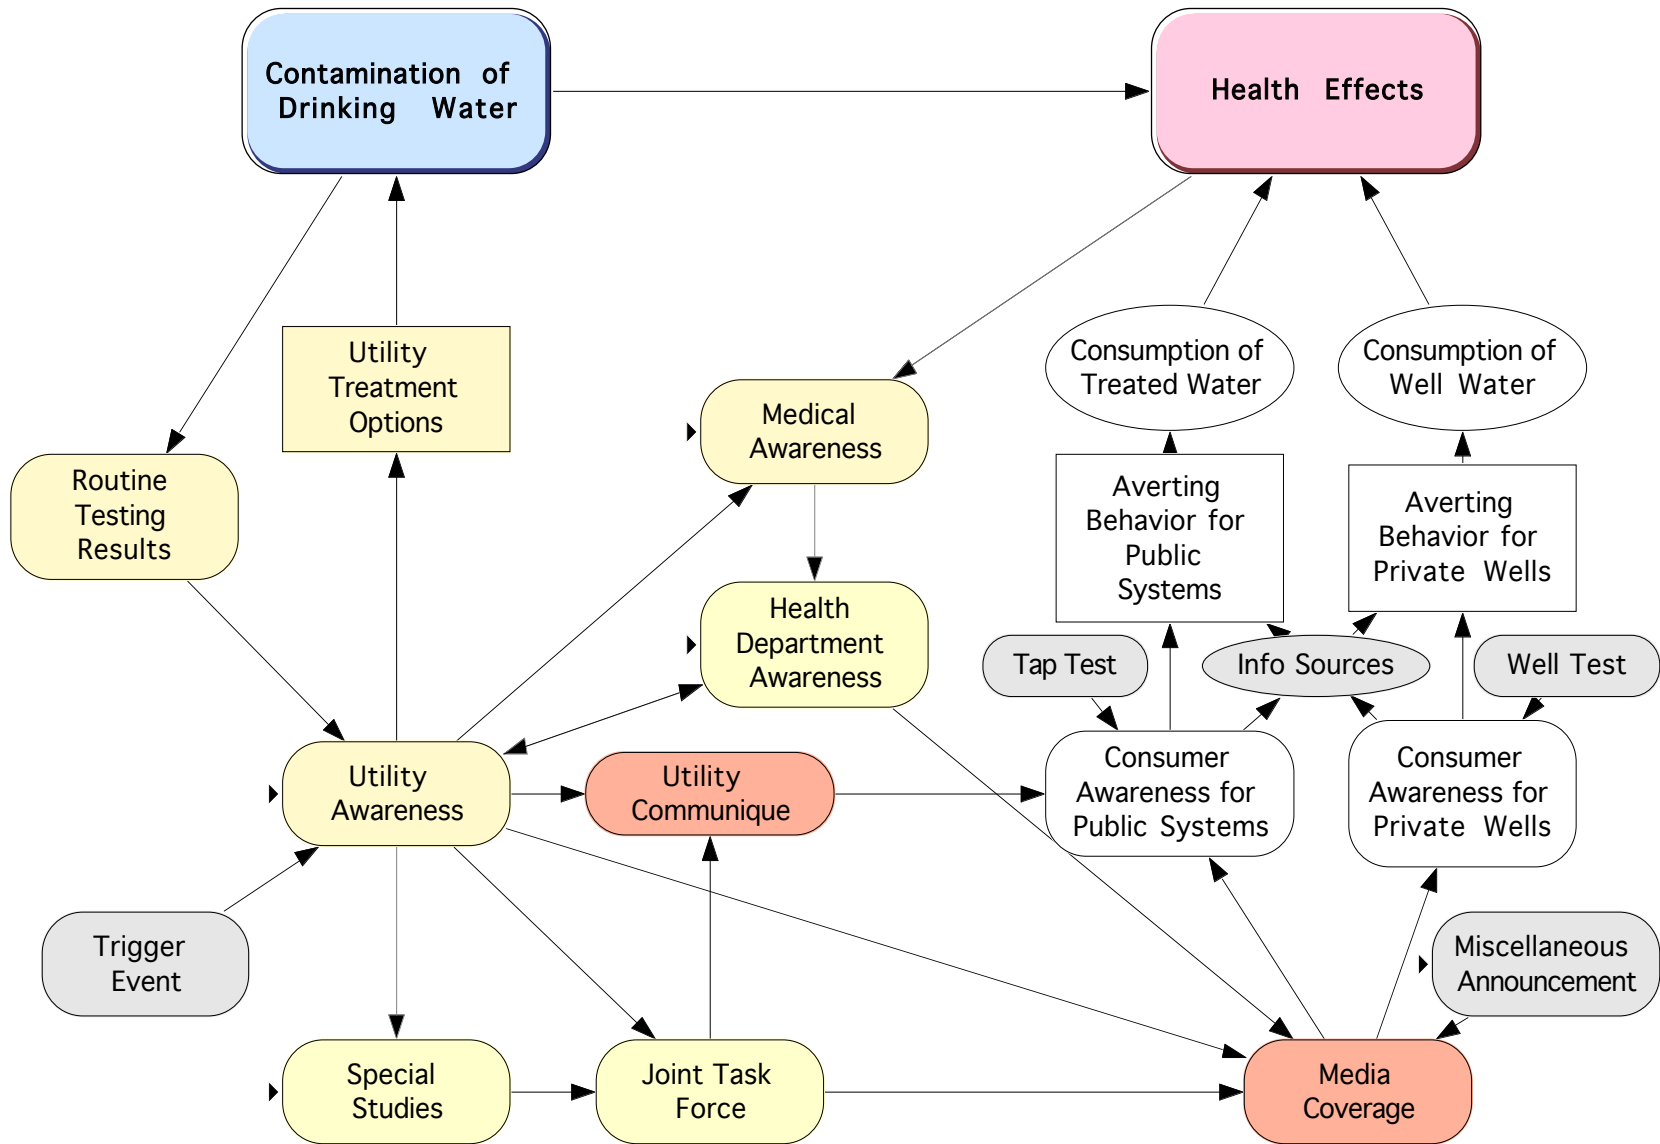 Contamination of
Drinking Water
Health Effects
Utility
Treatment
Options
Consumption of
Treated Water
Consumption of
Well Water
Medical
Awareness
Routine
Testing
Results
Averting
Behavior for
Public
Systems
Averting
Behavior for
Private Wells
Health
Department
Awareness
Tap Test
Info Sources
Well Test
Utility
Awareness
Utility
Communique
Consumer
Awareness for
Public Systems
Consumer
Awareness for
Private Wells
Trigger
Event
Miscellaneous
Announcement
Special
Studies
Joint Task
Force
Media
Coverage